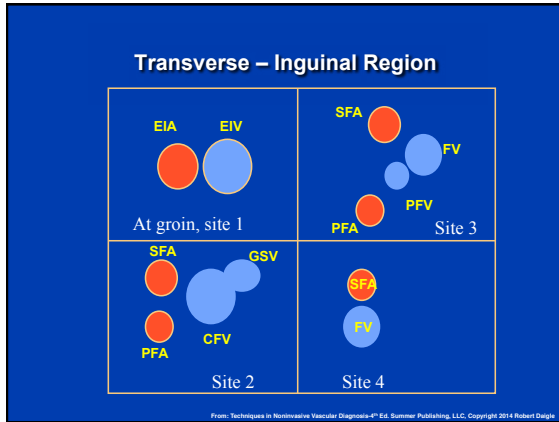 Transverse – Inguinal Region
EIA EIV
At groin, site 1
SFA
FV
PFV
PFA
Site 3
SFA
GSV
CFV
PFA
Site 2
SFA
FV
Site 4
From: Techniques in Noninvasive Vascular Diagnosis-4th Ed. Summer Publishing, LLC, Copyright 2014 Robert Daigle